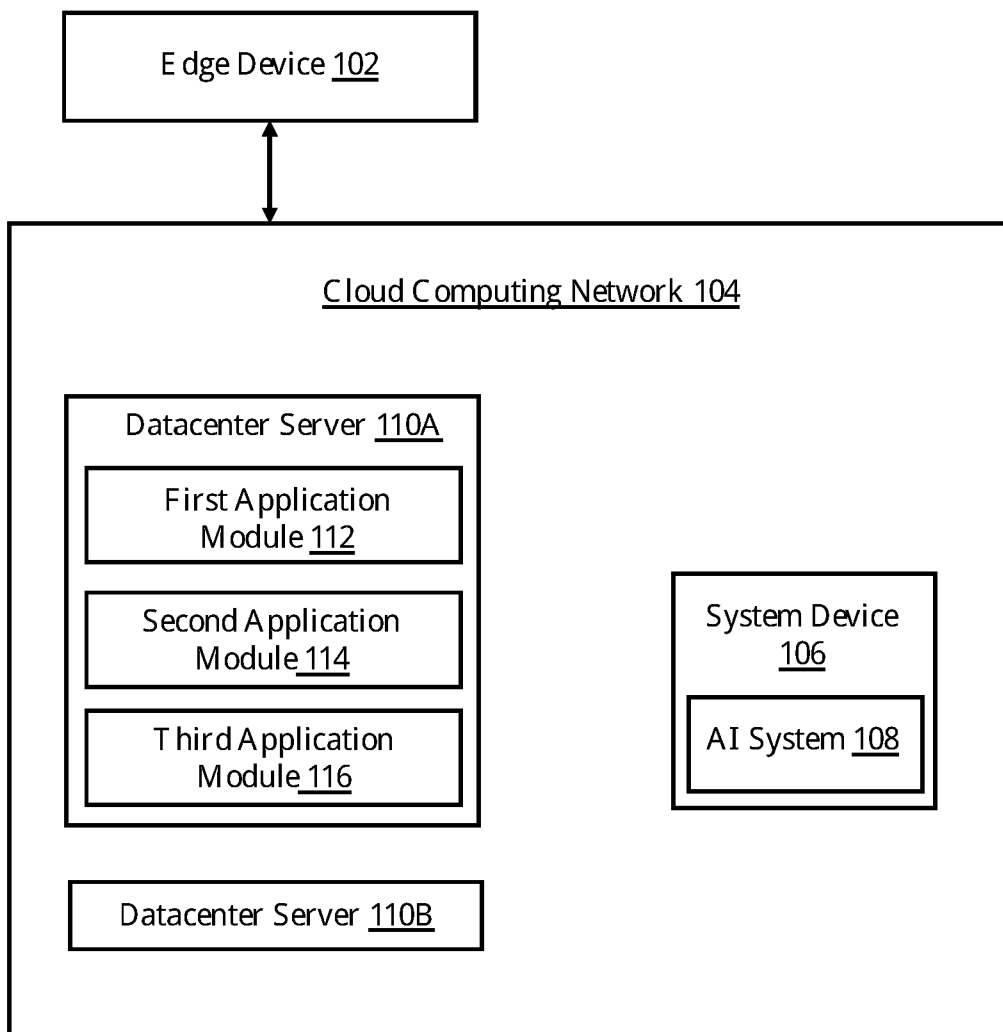 Edge Device 102
Cloud Computing Network 104
Datacenter Server 110A
First Application
Module 112
Second Application
Module 114
Third Application
Module 116
System Device
106
AI System 108
Datacenter Server 110B